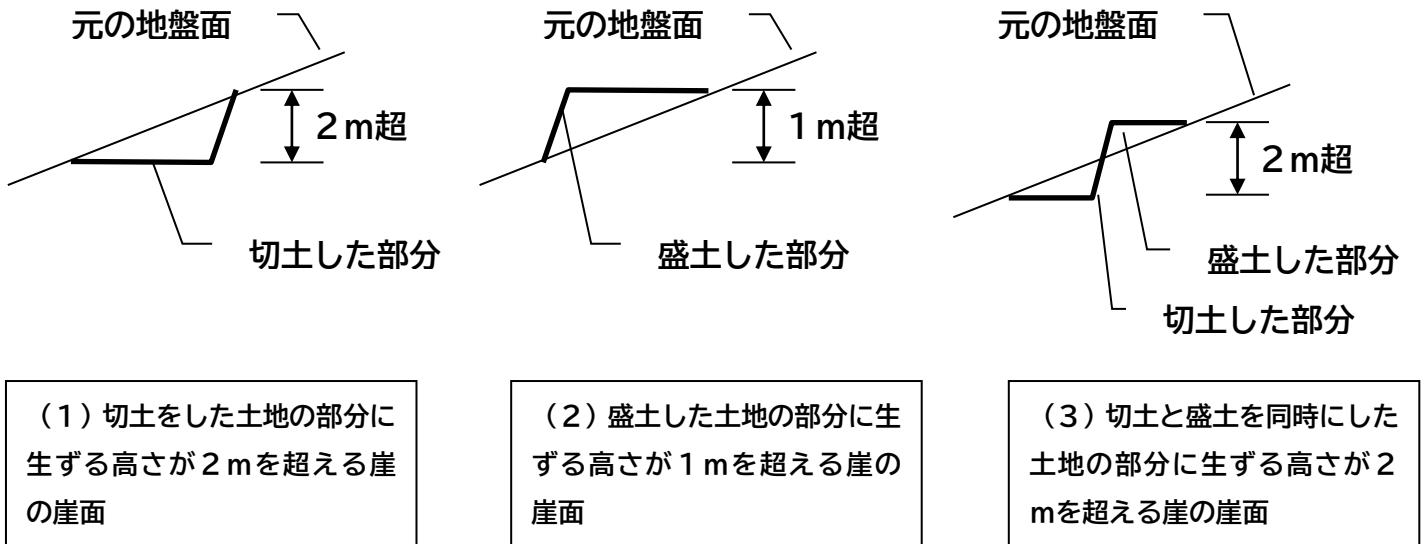 元の地盤面
2m超
切土した部分
元の地盤面
1m超
盛土した部分
元の地盤面
2m超
盛土した部分
切土した部分
(1)切土をした土地の部分に
生ずる高さが2mを超える崖
の崖面
(2)盛土した土地の部分に生
ずる高さが1mを超える崖の
崖面
(3)切土と盛土を同時にした
土地の部分に生ずる高さが2
mを超える崖の崖面